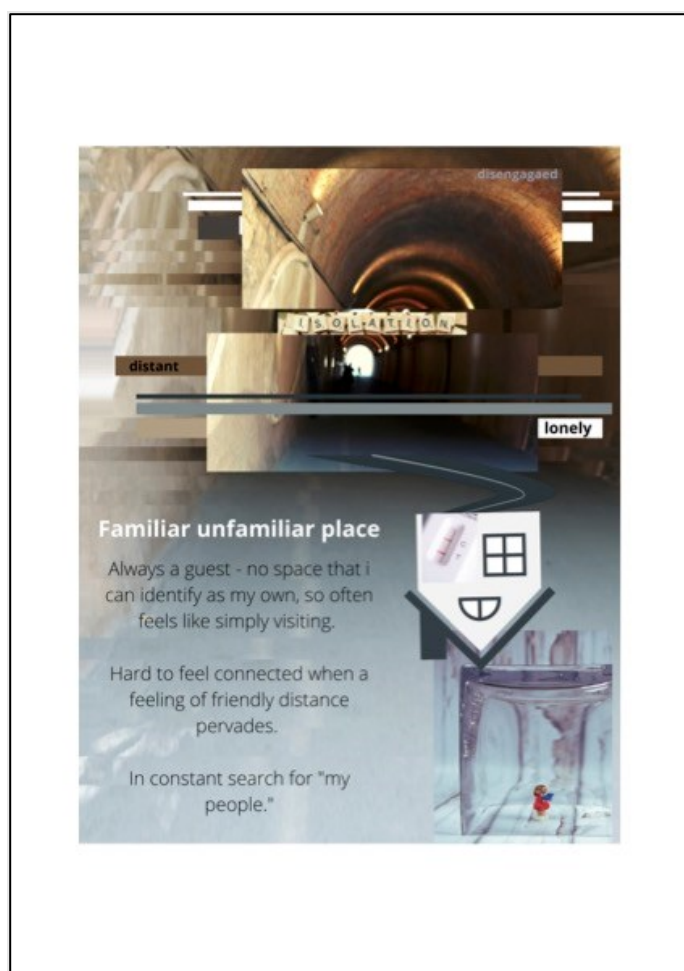 disengagaed
ISOLATION
distant
lonely
Familiar unfamiliar place
Always a guest - no space that i
can identify as my own, so often
feels like simply visiting.
Hard to feel connected when a
feeling of friendly distance
pervades.
In constant search for "my
people."